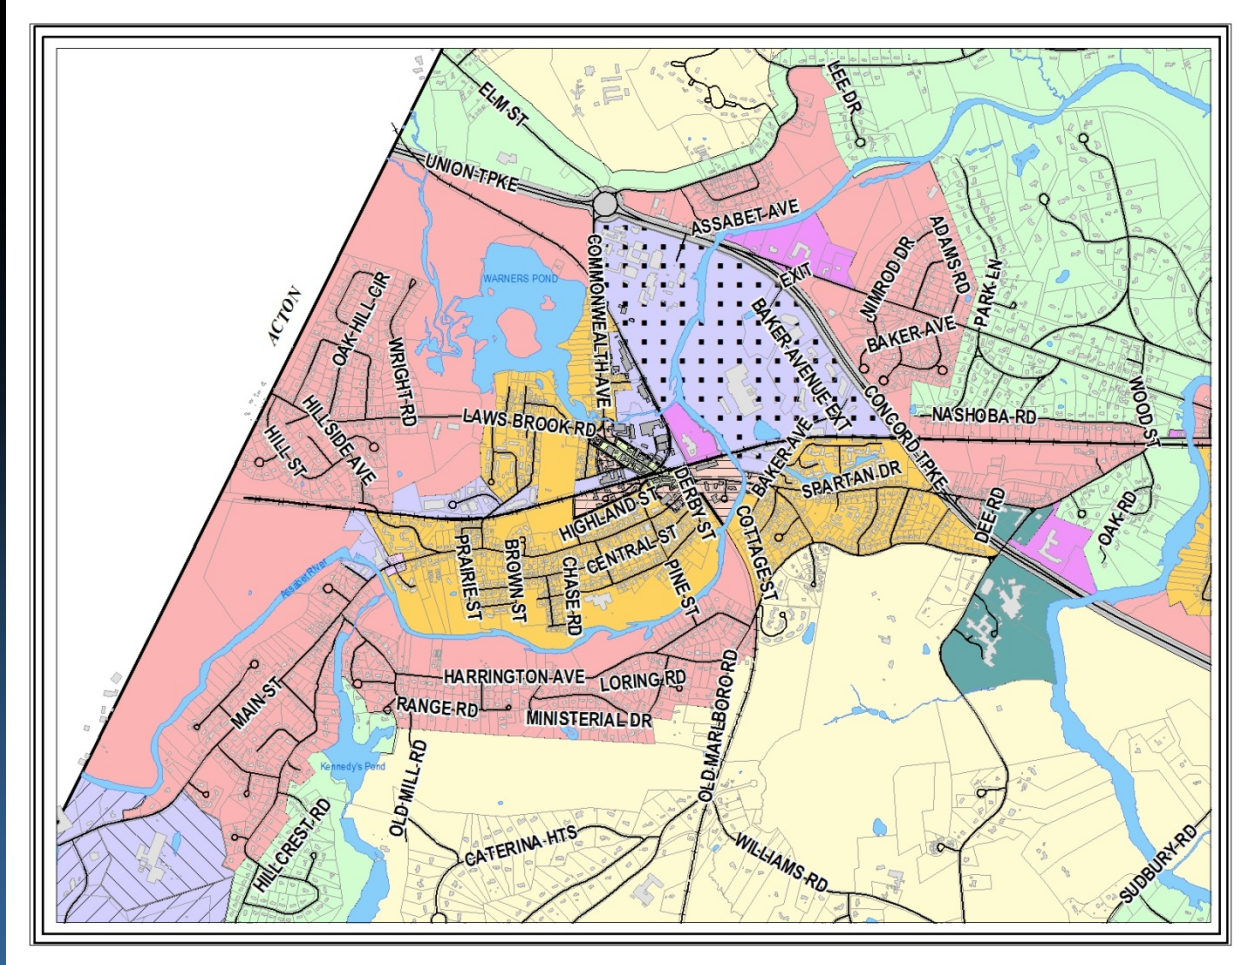 LEE DR
ELM ST
UNION TPKE
ASSABET AVE
ADAMS RD
NIMROD DR
PARK LN
EXIT
WARNERS POND
COMMONWEALTH AVE
ACTON
OAK HILL CIR
BAKER AVENUE EXT
BAKER AVE
WRIGHT RD
CONCORD TPKE
WOOD ST
HILLSIDE AVE
LAWS BROOK RD
NASHOBA RD
HILL ST
BAKER AVE
SPARTAN DR
DERBY ST
HIGHLAND ST
DEE RD
OAK RD
COTTAGE ST
PRAIRIE ST
BROWN ST
CHASE RD
CENTRAL ST
PINE ST
Assabet River
HARRINGTON AVE
LORING RD
MAIN ST
RANGE RD
MINISTERIAL DR
OLD MARLBORO RD
Kennedy's Pond
OLD MILL RD
HILLCREST RD
CATERINA HTS
WILLIAMS RD
SUDBURY RD